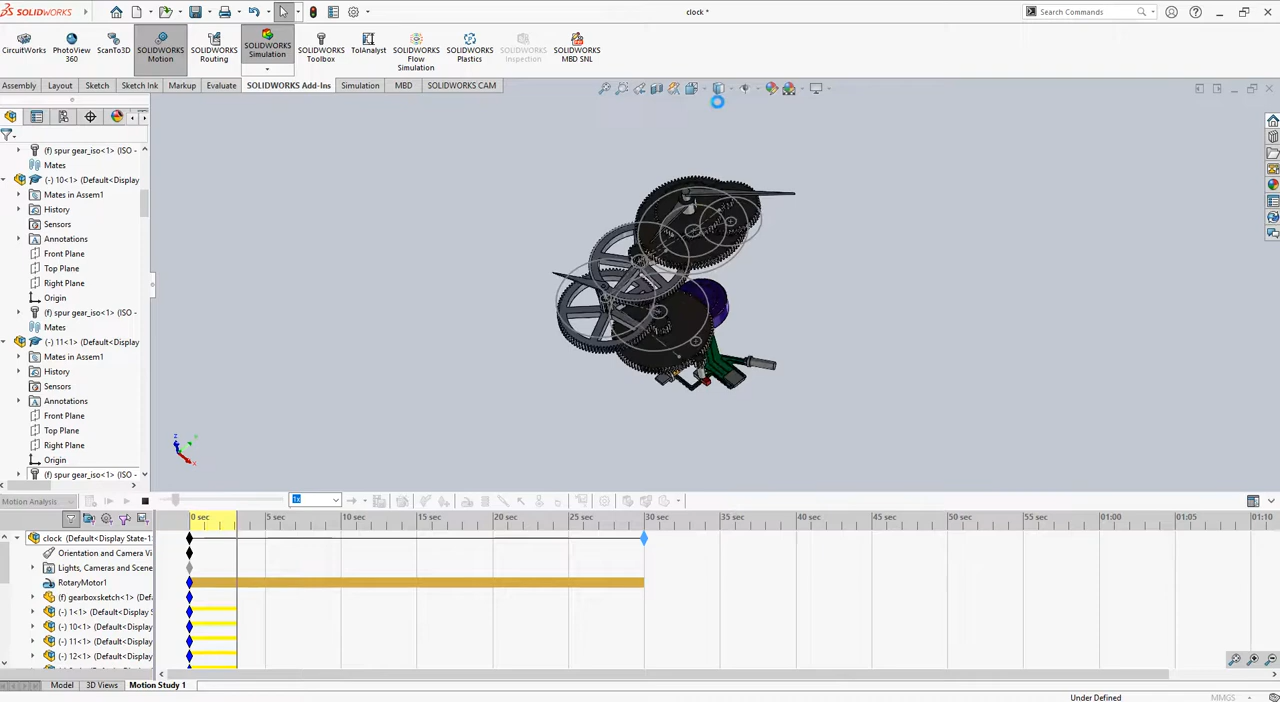 SOLIDWORKS
clock *
Search Commands
CircuitWorks
PhotoView 360
ScanTo3D
SOLIDWORKS Motion
SOLIDWORKS Routing
SOLIDWORKS Simulation
SOLIDWORKS Toolbox
TolAnalyst
SOLIDWORKS Flow Simulation
SOLIDWORKS Plastics
SOLIDWORKS Inspection
SOLIDWORKS MBD SNL
Assembly Layout Sketch Sketch Ink Markup Evaluate SOLIDWORKS Add-Ins Simulation MBD SOLIDWORKS CAM
(f) spur gear_iso<1> (ISO -
Mates
(-) 10<1> (Default<Display
Mates in Assem1
History
Sensors
Annotations
Front Plane
Top Plane
Right Plane
Origin
(f) spur gear_iso<1> (ISO -
Mates
(-) 11<1> (Default<Display
Mates in Assem1
History
Sensors
Annotations
Front Plane
Top Plane
Right Plane
Origin
(f) spur gear_iso<1> (ISO -
Motion Analysis
1x
0 sec 5 sec 10 sec 15 sec 20 sec 25 sec 30 sec 35 sec 40 sec 45 sec 50 sec 55 sec 01:00 01:05 01:10
clock (Default<Display State-1
Orientation and Camera Vi
Lights, Cameras and Scene
RotaryMotor1
(f) gearboxsketch<1> (Def
(-) 1<1> (Default<Display S
(-) 10<1> (Default<Display
(-) 11<1> (Default<Display
(-) 12<1> (Default<Display
Model 3D Views Motion Study 1
Under Defined
MMGS